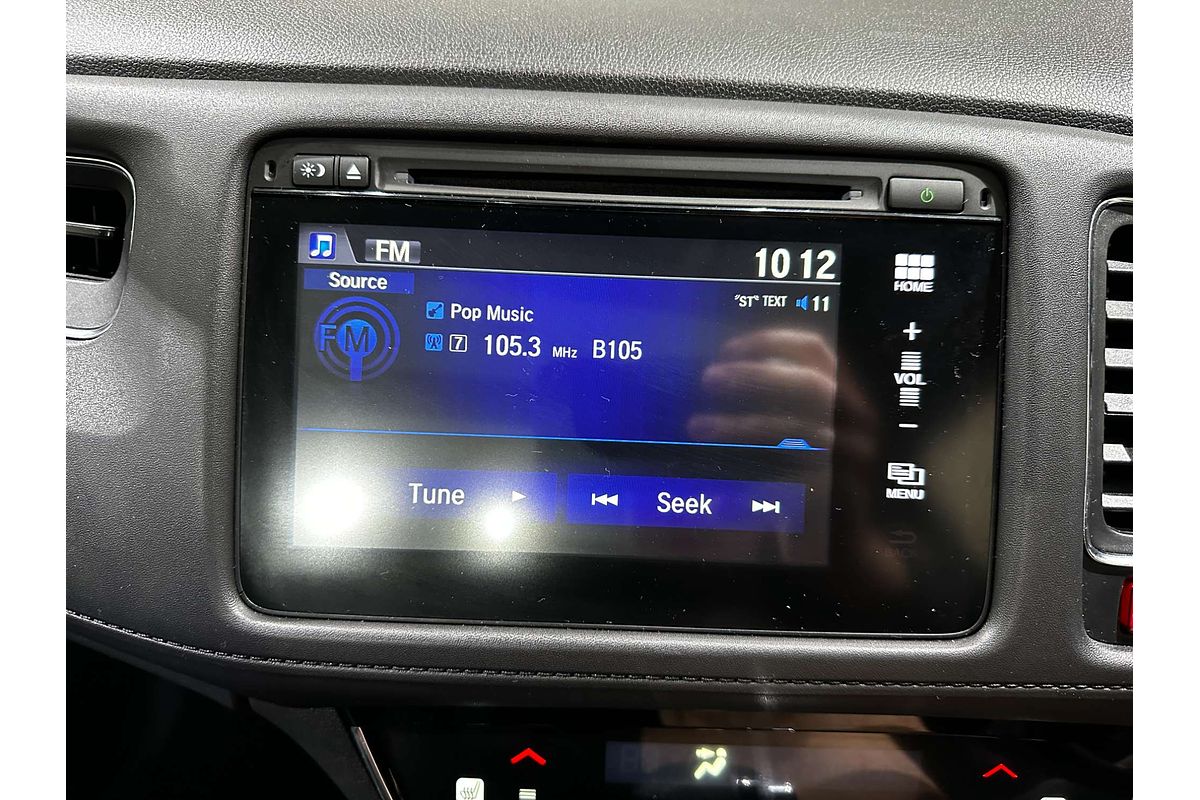 FM
10 12
Source
"ST" TEXT 11
FM
Pop Music
7 105.3 MHz B105
Tune
Seek
HOME
+
VOL
−
MENU
BACK